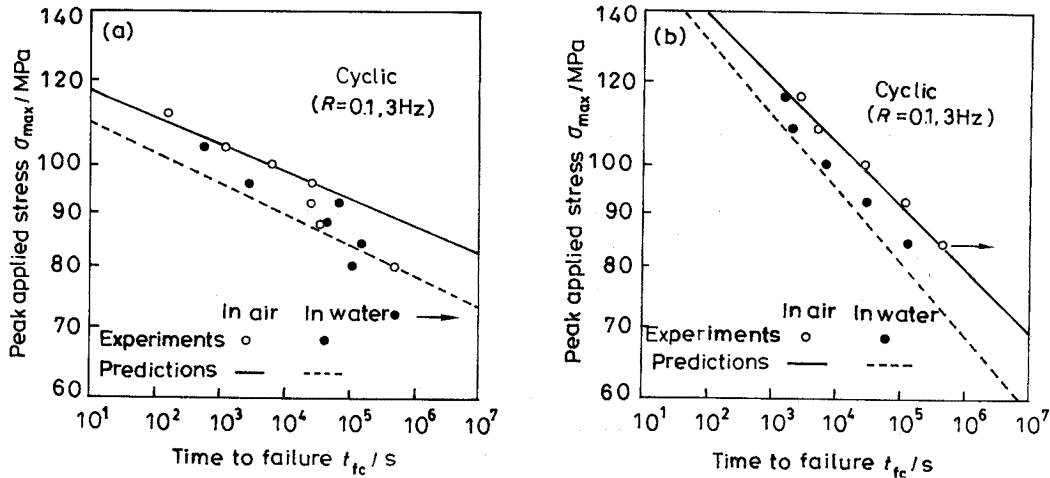 (a)
Cyclic
(R=0.1, 3Hz)
Peak applied stress σmax / MPa
140
120
100
90
80
70
60
In air In water
Experiments
Predictions
10¹ 10² 10³ 10⁴ 10⁵ 10⁶ 10⁷
Time to failure tfc / s
(b)
Cyclic
(R=0.1, 3Hz)
Peak applied stress σmax / MPa
140
120
100
90
80
70
60
In air In water
Experiments
Predictions
10¹ 10² 10³ 10⁴ 10⁵ 10⁶ 10⁷
Time to failure tfc / s